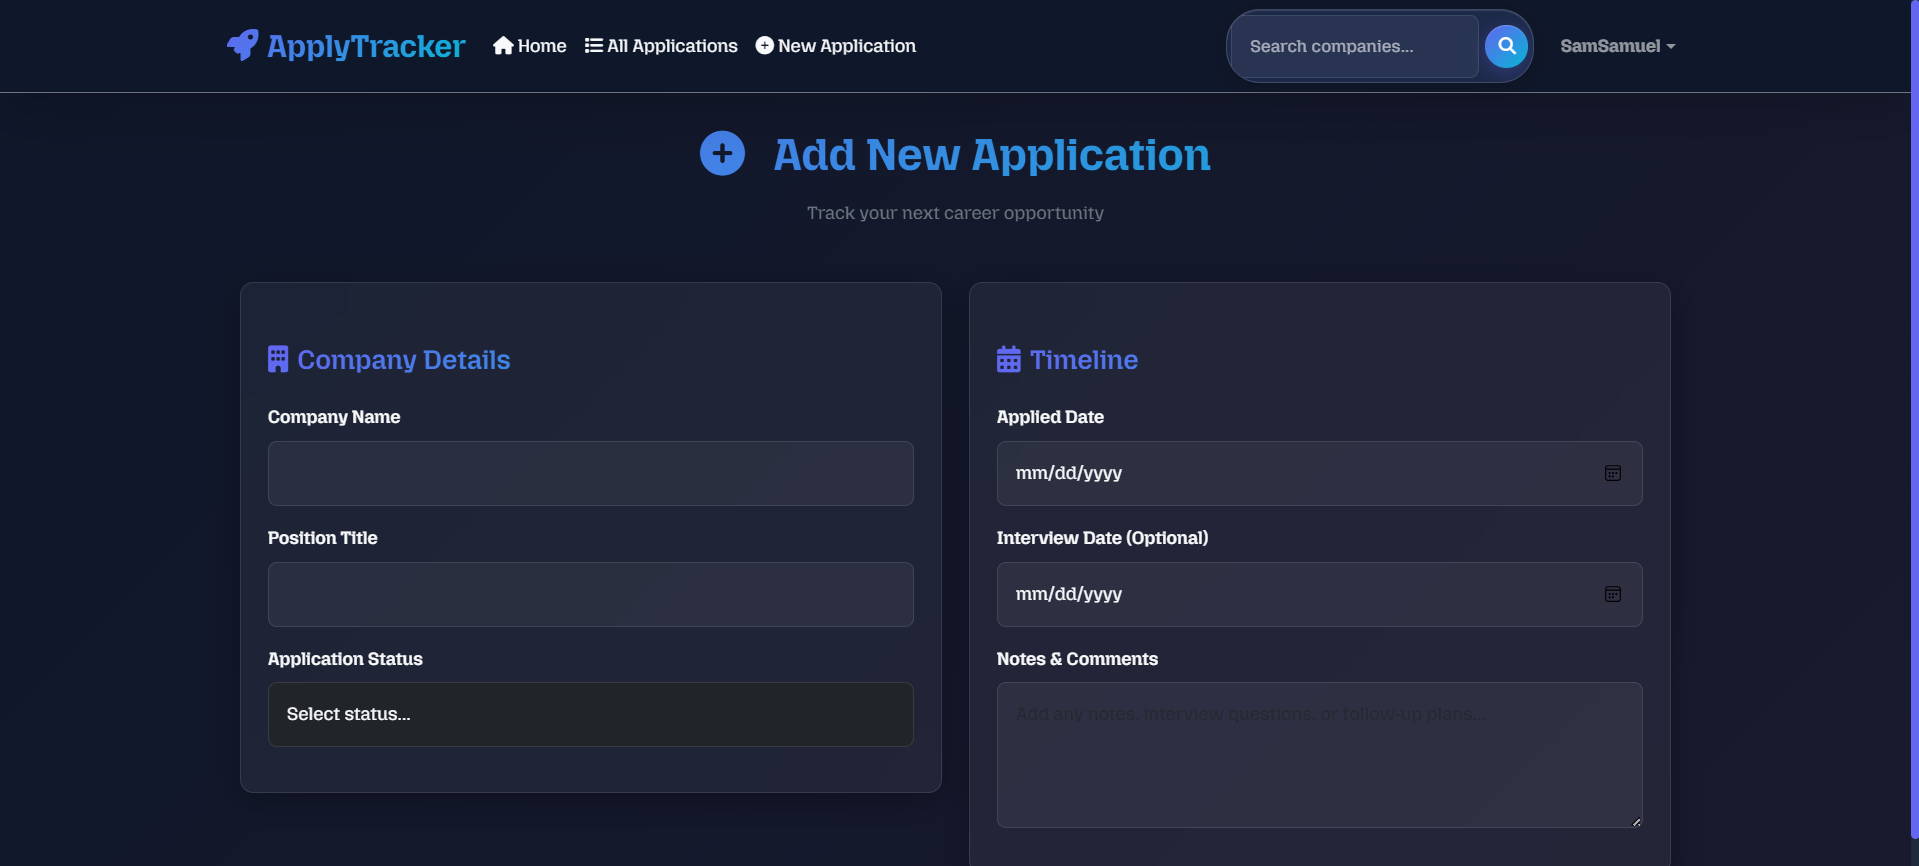 ApplyTracker Home All Applications New Application Search companies... SamSamuel
Add New Application
Track your next career opportunity
Company Details
Company Name
Position Title
Application Status
Select status...
Timeline
Applied Date
mm/dd/yyyy
Interview Date (Optional)
mm/dd/yyyy
Notes & Comments
Add any notes, interview questions, or follow-up plans...